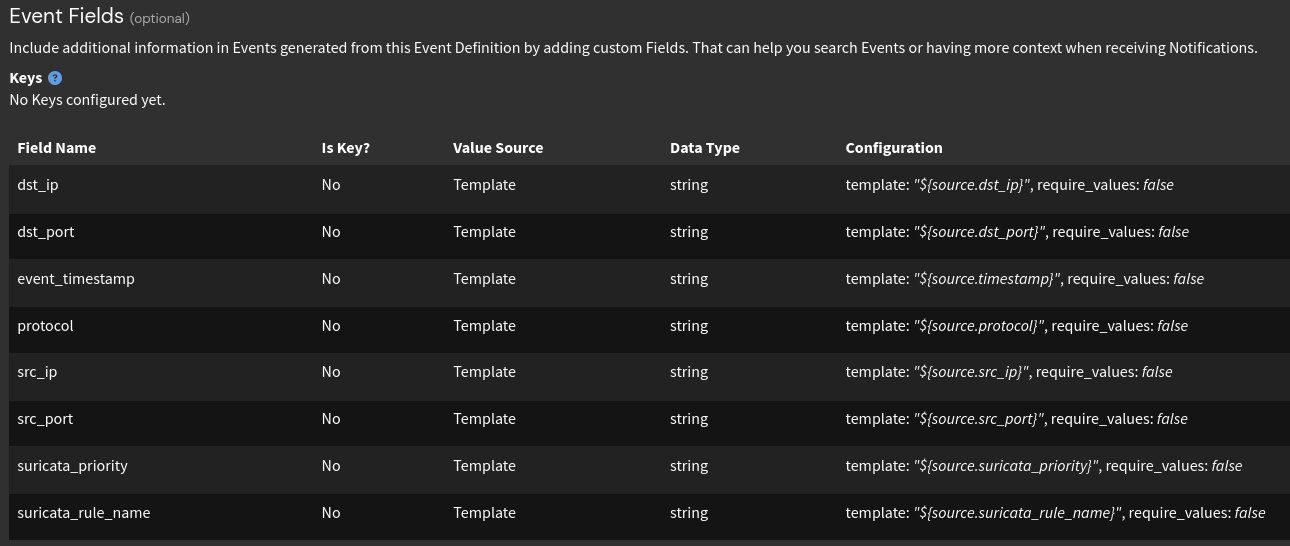 Event Fields (optional)
Include additional information in Events generated from this Event Definition by adding custom Fields. That can help you search Events or having more context when receiving Notifications.
Keys ?
No Keys configured yet.
Field Name Is Key? Value Source Data Type Configuration
dst_ip No Template string template: "${source.dst_ip}", require_values: false
dst_port No Template string template: "${source.dst_port}", require_values: false
event_timestamp No Template string template: "${source.timestamp}", require_values: false
protocol No Template string template: "${source.protocol}", require_values: false
src_ip No Template string template: "${source.src_ip}", require_values: false
src_port No Template string template: "${source.src_port}", require_values: false
suricata_priority No Template string template: "${source.suricata_priority}", require_values: false
suricata_rule_name No Template string template: "${source.suricata_rule_name}", require_values: false